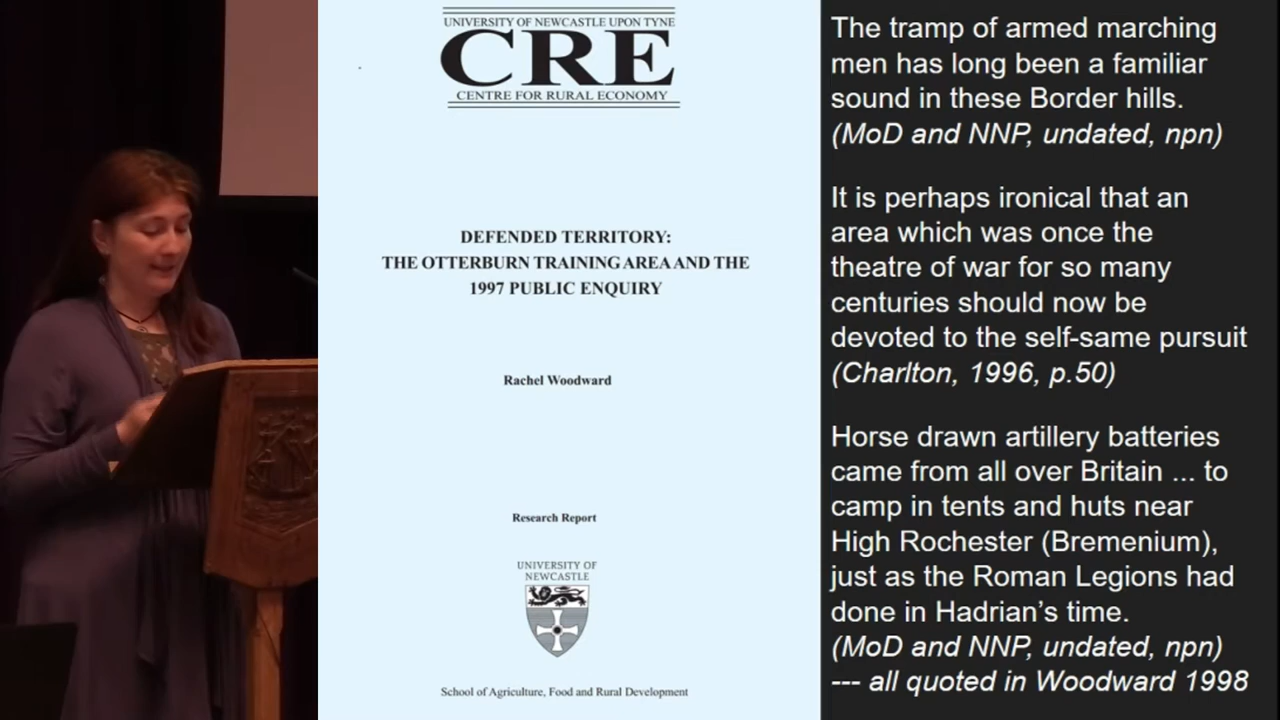 UNIVERSITY OF NEWCASTLE UPON TYNE
CRE
CENTRE FOR RURAL ECONOMY
DEFENDED TERRITORY:
THE OTTERBURN TRAINING AREA AND THE
1997 PUBLIC ENQUIRY
Rachel Woodward
Research Report
UNIVERSITY OF
NEWCASTLE
School of Agriculture, Food and Rural Development
The tramp of armed marching
men has long been a familiar
sound in these Border hills.
(MoD and NNP, undated, npn)
It is perhaps ironical that an
area which was once the
theatre of war for so many
centuries should now be
devoted to the self-same pursuit
(Charlton, 1996, p.50)
Horse drawn artillery batteries
came from all over Britain ... to
camp in tents and huts near
High Rochester (Bremenium),
just as the Roman Legions had
done in Hadrian's time.
(MoD and NNP, undated, npn)
--- all quoted in Woodward 1998